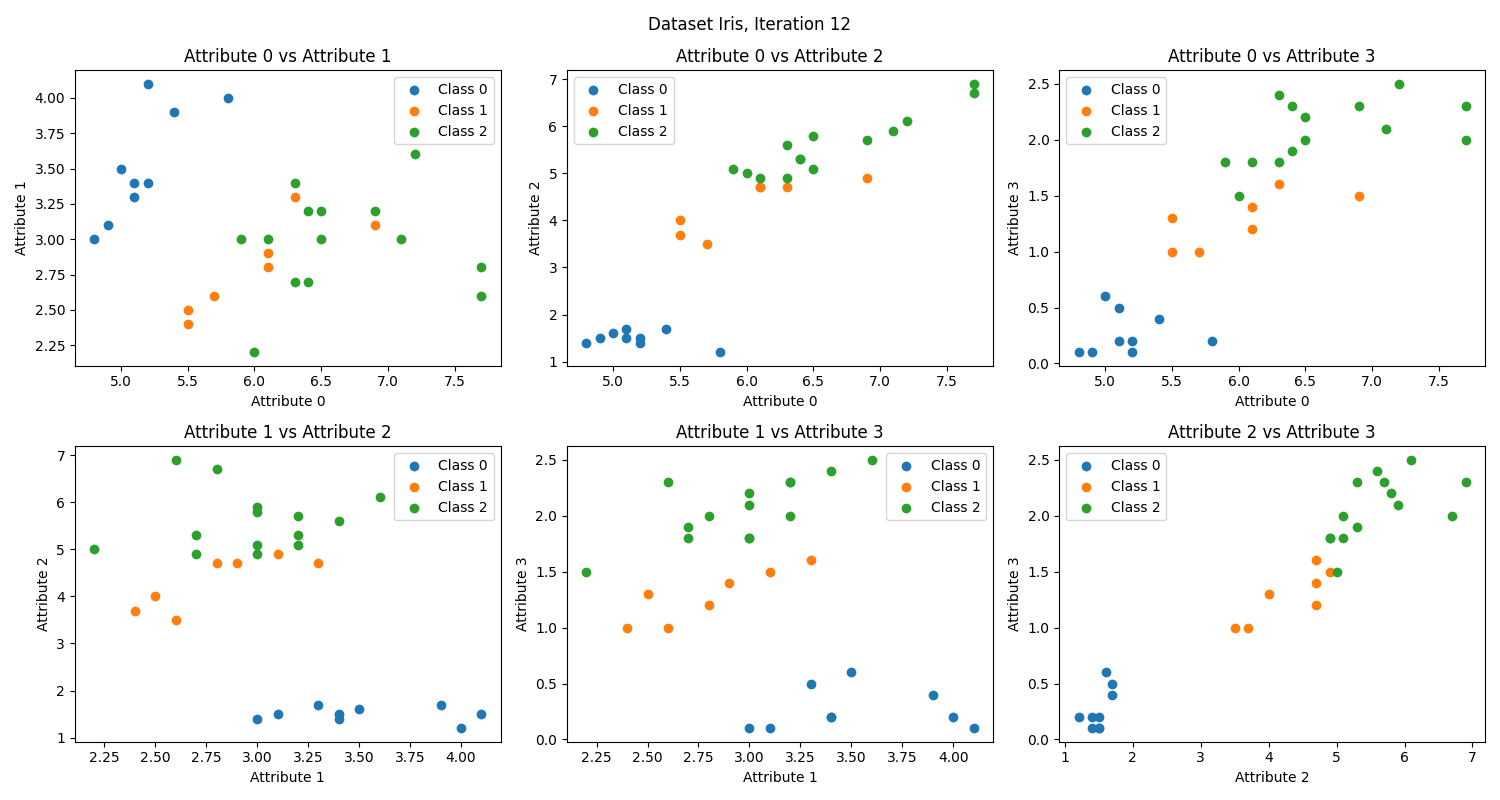 Dataset Iris, Iteration 12
Attribute 0 vs Attribute 1
Class 0
Class 1
Class 2
4.00
3.75
3.50
3.25
3.00
2.75
2.50
2.25
Attribute 1
5.0 5.5 6.0 6.5 7.0 7.5
Attribute 0
Attribute 0 vs Attribute 2
Class 0
Class 1
Class 2
7
6
5
4
3
2
1
Attribute 2
5.0 5.5 6.0 6.5 7.0 7.5
Attribute 0
Attribute 0 vs Attribute 3
Class 0
Class 1
Class 2
2.5
2.0
1.5
1.0
0.5
0.0
Attribute 3
5.0 5.5 6.0 6.5 7.0 7.5
Attribute 0
Attribute 1 vs Attribute 2
Class 0
Class 1
Class 2
7
6
5
4
3
2
1
Attribute 2
2.25 2.50 2.75 3.00 3.25 3.50 3.75 4.00
Attribute 1
Attribute 1 vs Attribute 3
Class 0
Class 1
Class 2
2.5
2.0
1.5
1.0
0.5
0.0
Attribute 3
2.25 2.50 2.75 3.00 3.25 3.50 3.75 4.00
Attribute 1
Attribute 2 vs Attribute 3
Class 0
Class 1
Class 2
2.5
2.0
1.5
1.0
0.5
0.0
Attribute 3
1 2 3 4 5 6 7
Attribute 2